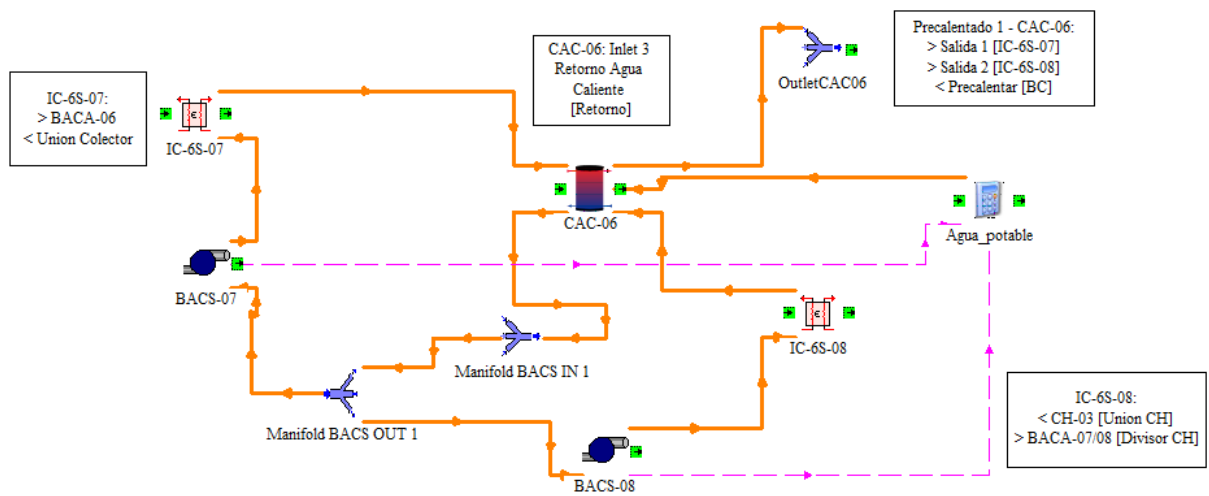 Precalentado 1 - CAC-06:
> Salida 1 [IC-6S-07]
> Salida 2 [IC-6S-08]
< Precalentar [BC]
CAC-06: Inlet 3
Retorno Agua
Caliente
[Retorno]
OutletCAC06
IC-6S-07:
> BACA-06
< Union Colector
IC-6S-07
CAC-06
Agua_potable
BACS-07
IC-6S-08
Manifold BACS IN 1
Manifold BACS OUT 1
IC-6S-08:
< CH-03 [Union CH]
> BACA-07/08 [Divisor CH]
BACS-08